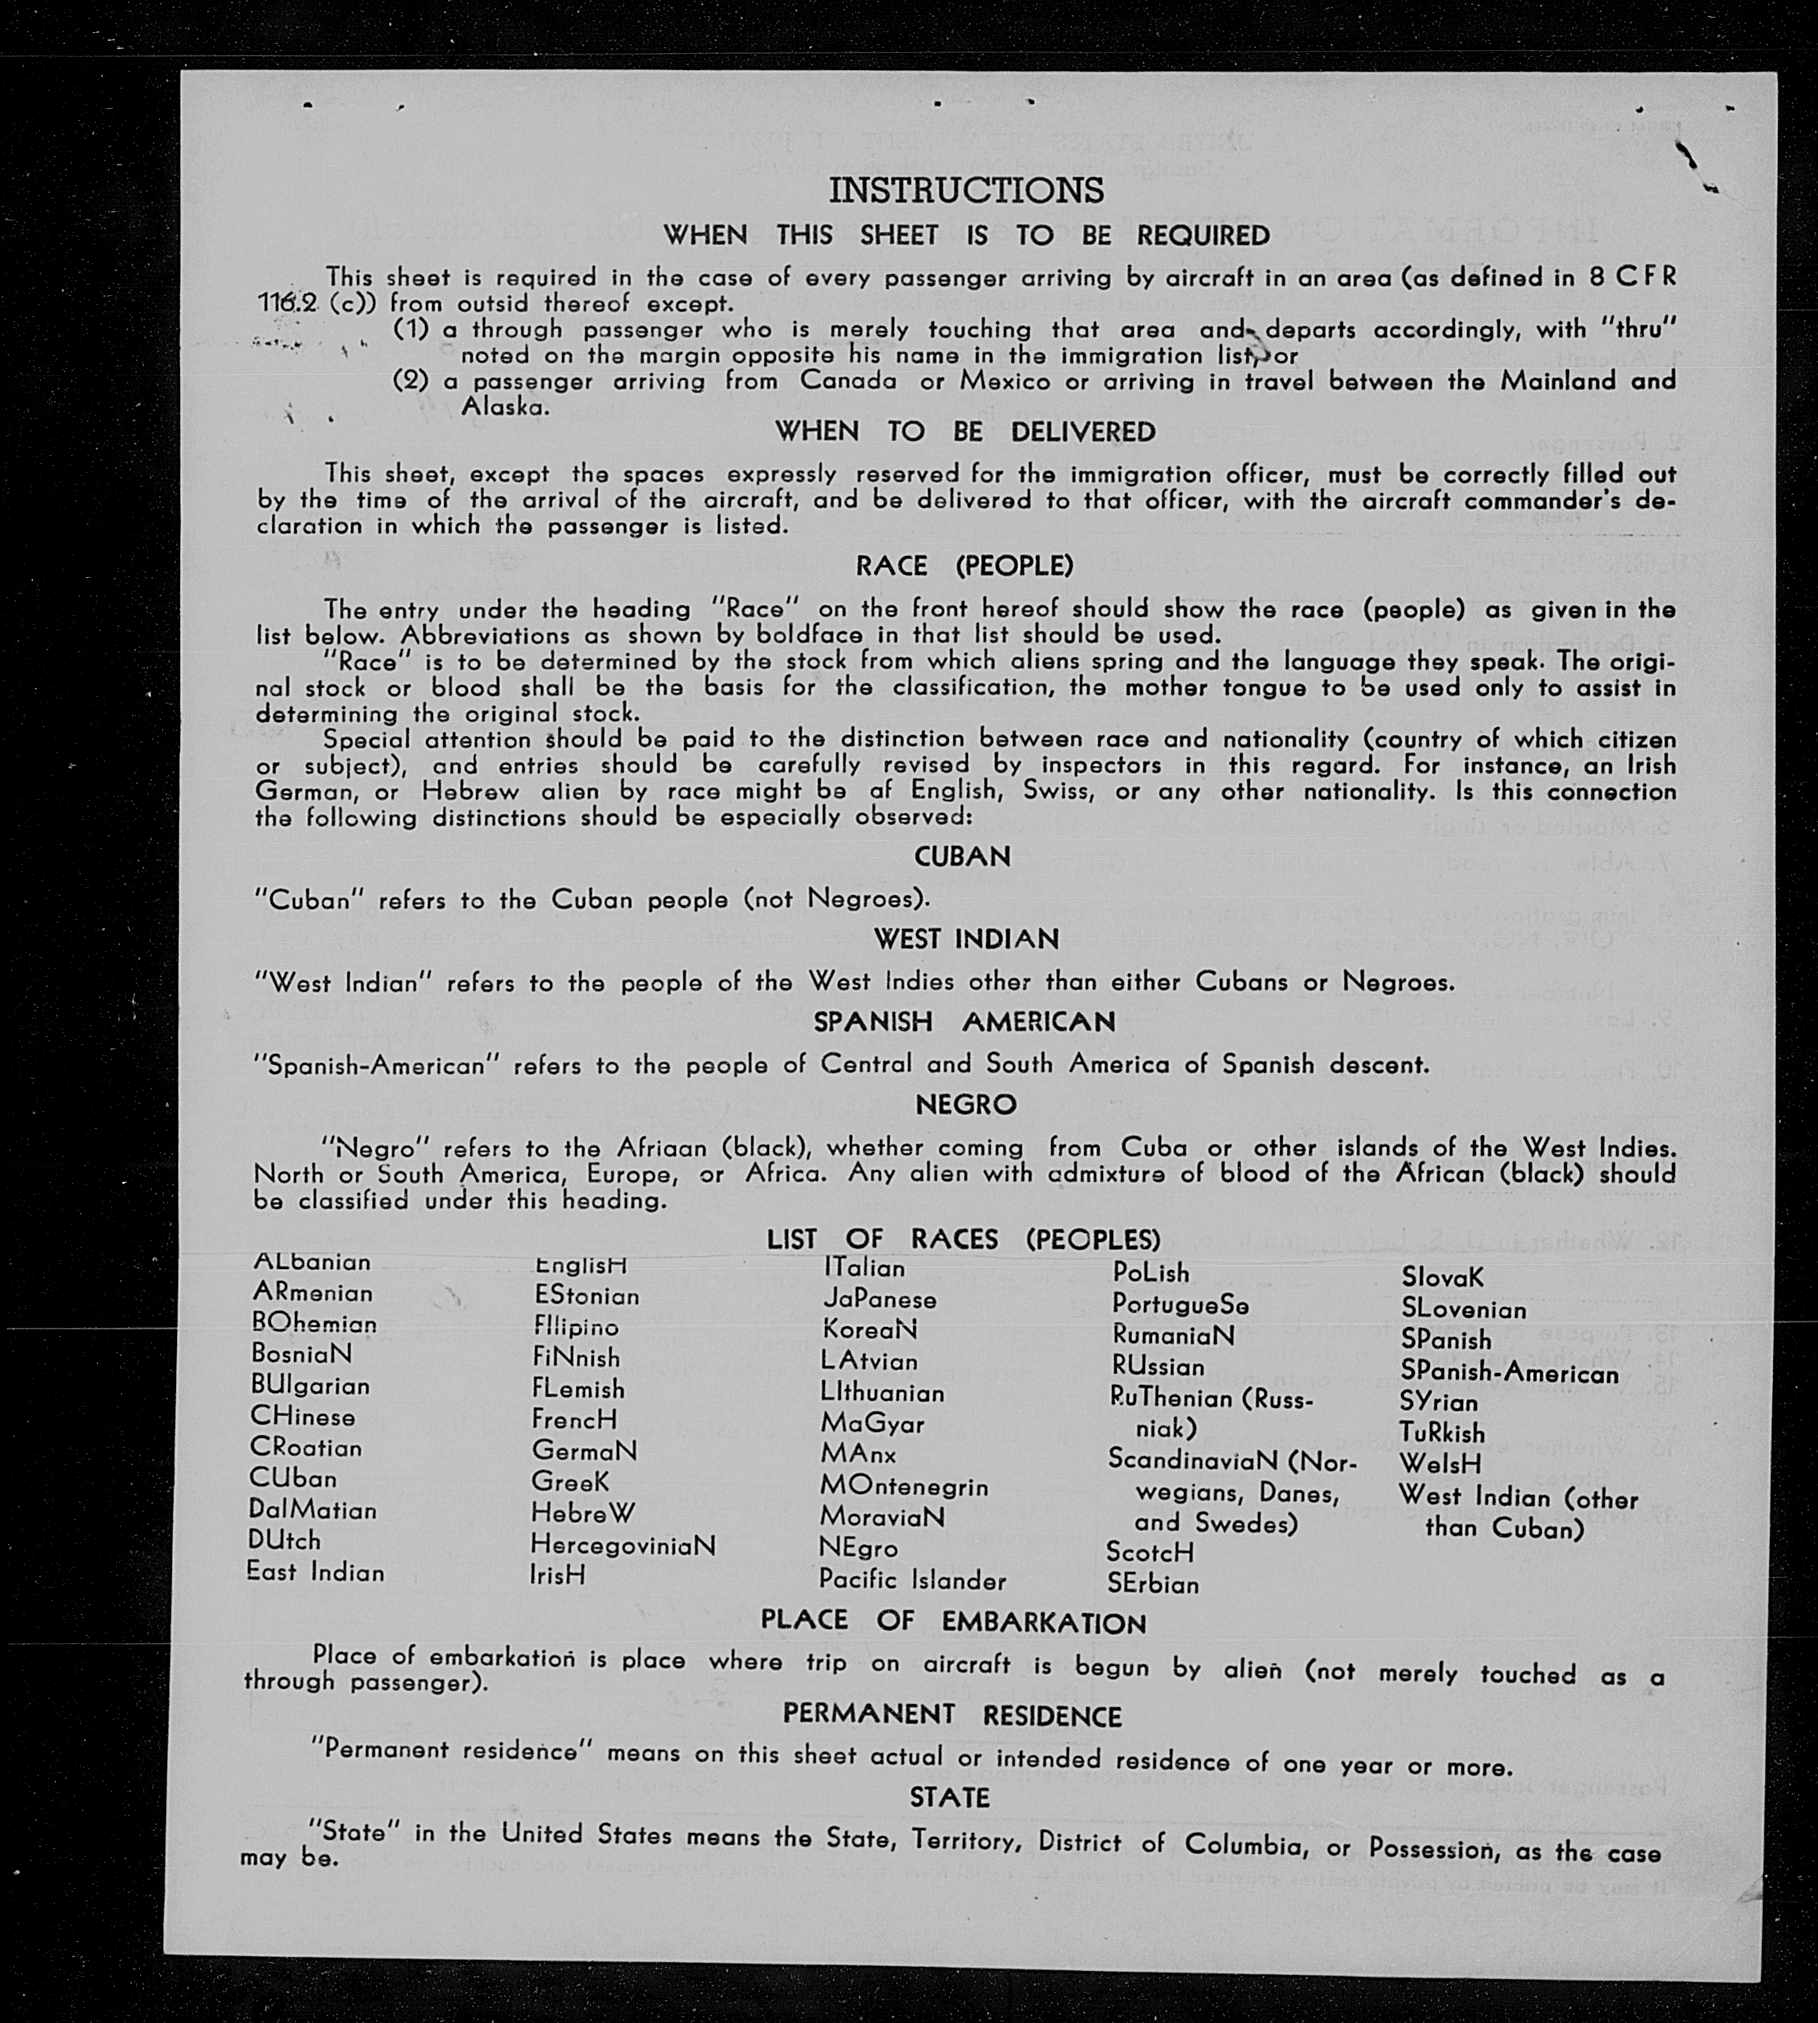 INSTRUCTIONS
WHEN THIS SHEET IS TO BE REQUIRED
This sheet is required in the case of every passenger arriving by aircraft in an area (as defined in 8 CFR
116.2 (c)) from outsid thereof except.
(1) a through passenger who is merely touching that area and departs accordingly, with "thru"
noted on the margin opposite his name in the immigration list, or
(2) a passenger arriving from Canada or Mexico or arriving in travel between the Mainland and
Alaska.
WHEN TO BE DELIVERED
This sheet, except the spaces expressly reserved for the immigration officer, must be correctly filled out
by the time of the arrival of the aircraft, and be delivered to that officer, with the aircraft commander's de-
claration in which the passenger is listed.
RACE (PEOPLE)
The entry under the heading "Race" on the front hereof should show the race (people) as given in the
list below. Abbreviations as shown by boldface in that list should be used.
"Race" is to be determined by the stock from which aliens spring and the language they speak. The origi-
nal stock or blood shall be the basis for the classification, the mother tongue to be used only to assist in
determining the original stock.
Special attention should be paid to the distinction between race and nationality (country of which citizen
or subject), and entries should be carefully revised by inspectors in this regard. For instance, an Irish
German, or Hebrew alien by race might be af English, Swiss, or any other nationality. Is this connection
the following distinctions should be especially observed:
CUBAN
"Cuban" refers to the Cuban people (not Negroes).
WEST INDIAN
"West Indian" refers to the people of the West Indies other than either Cubans or Negroes.
SPANISH AMERICAN
"Spanish-American" refers to the people of Central and South America of Spanish descent.
NEGRO
"Negro" refers to the Afriaan (black), whether coming from Cuba or other islands of the West Indies.
North or South America, Europe, or Africa. Any alien with admixture of blood of the African (black) should
be classified under this heading.
LIST OF RACES (PEOPLES)
ALbanian
ARmenian
BOhemian
BosniaN
BUlgarian
CHinese
CRoatian
CUban
DalMatian
DUtch
East Indian
EnglisH
EStonian
FIlipino
FiNnish
FLemish
FrencH
GermaN
GreeK
HebreW
HercegoviniaN
IrisH
ITalian
JaPanese
KoreaN
LAtvian
LIthuanian
MaGyar
MAnx
MOntenegrin
MoraviaN
NEgro
Pacific Islander
PoLish
PortugueSe
RumaniaN
RUssian
RuThenian (Russ-
niak)
ScandinaviaN (Nor-
wegians, Danes,
and Swedes)
ScotcH
SErbian
SlovaK
SLovenian
SPanish
SPanish-American
SYrian
TuRkish
WelsH
West Indian (other
than Cuban)
PLACE OF EMBARKATION
Place of embarkation is place where trip on aircraft is begun by alien (not merely touched as a
through passenger).
PERMANENT RESIDENCE
"Permanent residence" means on this sheet actual or intended residence of one year or more.
STATE
"State" in the United States means the State, Territory, District of Columbia, or Possession, as the case
may be.